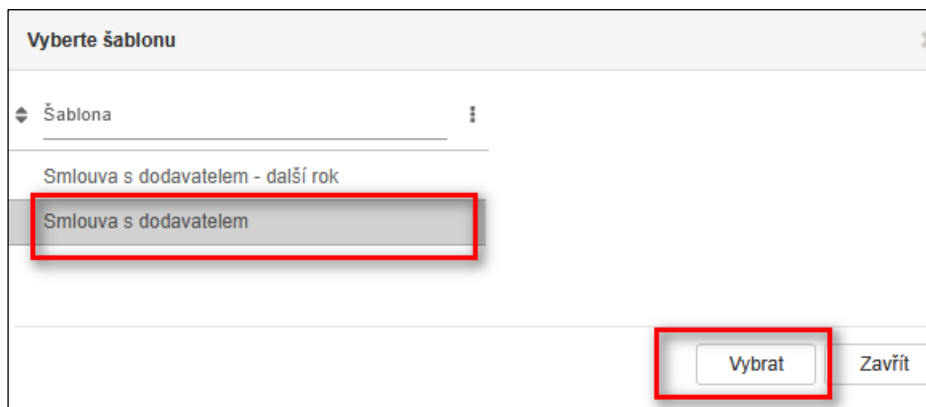 Vyberte šablonu
Šablona
Smlouva s dodavatelem - další rok
Smlouva s dodavatelem
Vybrat Zavřít